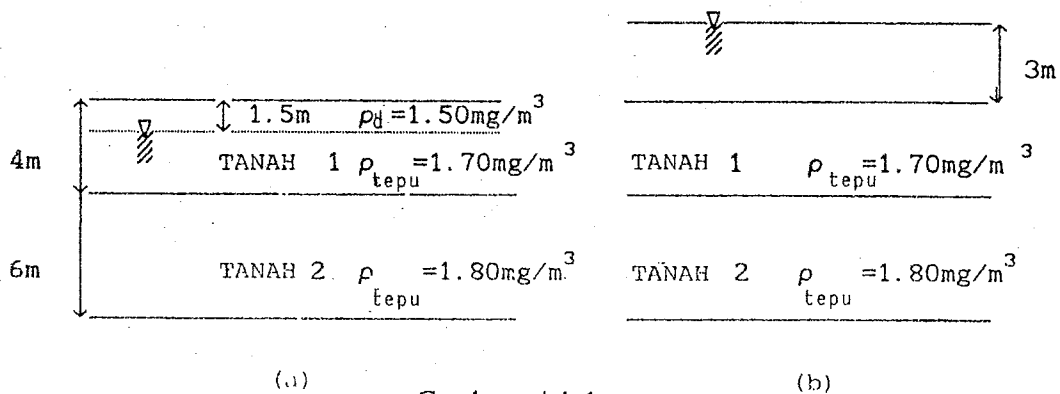 3m
1.5m ρd=1.50mg/m³
4m
TANAH 1 ρtepu=1.70mg/m³
TANAH 1 ρtepu=1.70mg/m³
6m
TANAH 2. ρtepu=1.80mg/m³
TANAH 2 ρtepu=1.80mg/m³
(a)
(b)